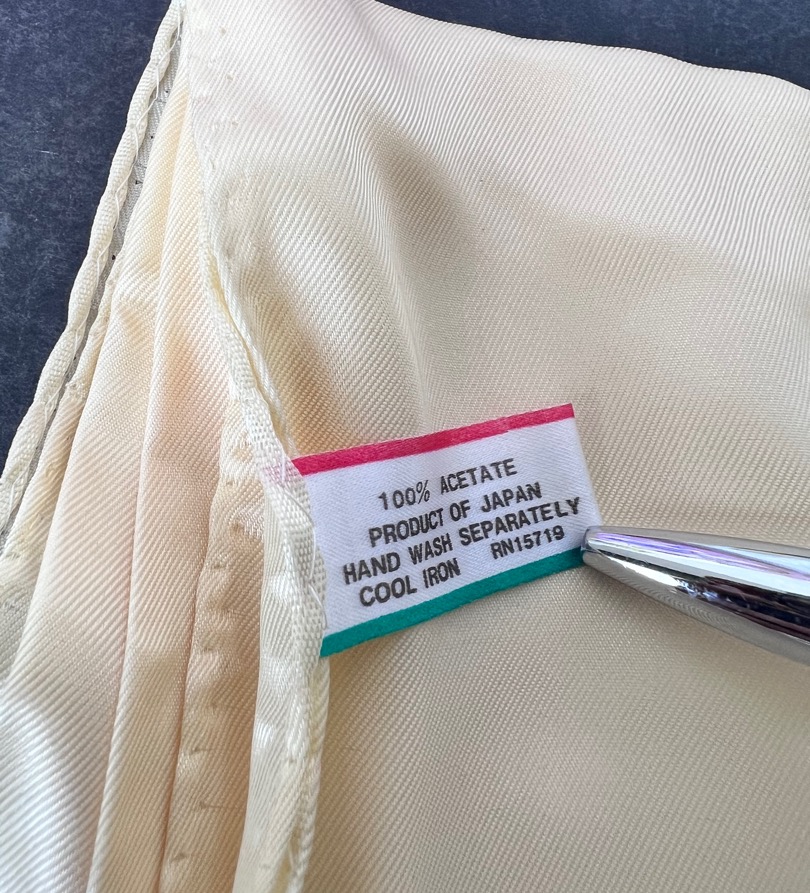 100% ACETATE
PRODUCT OF JAPAN
HAND WASH SEPARATELY
COOL IRON RN15719